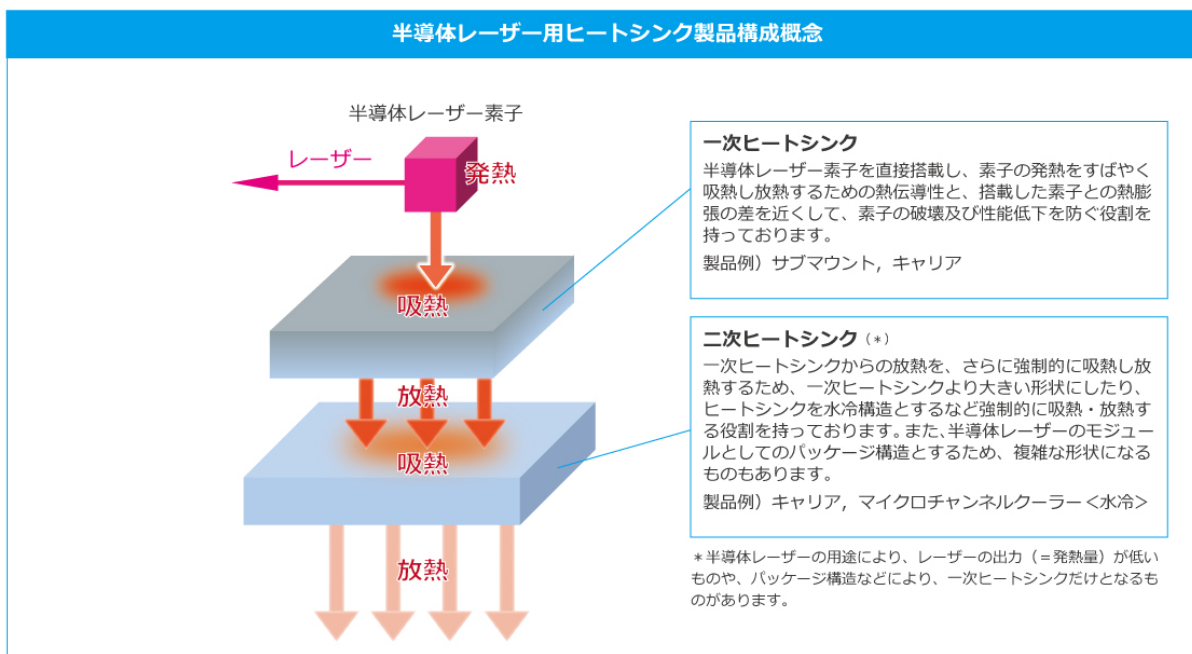 半導体レーザー用ヒートシンク製品構成概念
半導体レーザー素子
レーザー
発熱
吸熱
放熱
吸熱
放熱
一次ヒートシンク
半導体レーザー素子を直接搭載し、素子の発熱をすばやく
吸熱し放熱するための熱伝導性と、搭載した素子との熱膨
張の差を近くして、素子の破壊及び性能低下を防ぐ役割を
持っております。
製品例）サブマウント, キャリア
二次ヒートシンク（*）
一次ヒートシンクからの放熱を、さらに強制的に吸熱し放
熱するため、一次ヒートシンクより大きい形状にしたり、
ヒートシンクを水冷構造とするなど強制的に吸熱・放熱す
る役割を持っております。また、半導体レーザーのモジュー
ルとしてのパッケージ構造とするため、複雑な形状になる
ものもあります。
製品例）キャリア, マイクロチャンネルクーラー＜水冷＞
＊半導体レーザーの用途により、レーザーの出力（＝発熱量）が低い
ものや、パッケージ構造などにより、一次ヒートシンクだけとなるも
のがあります。